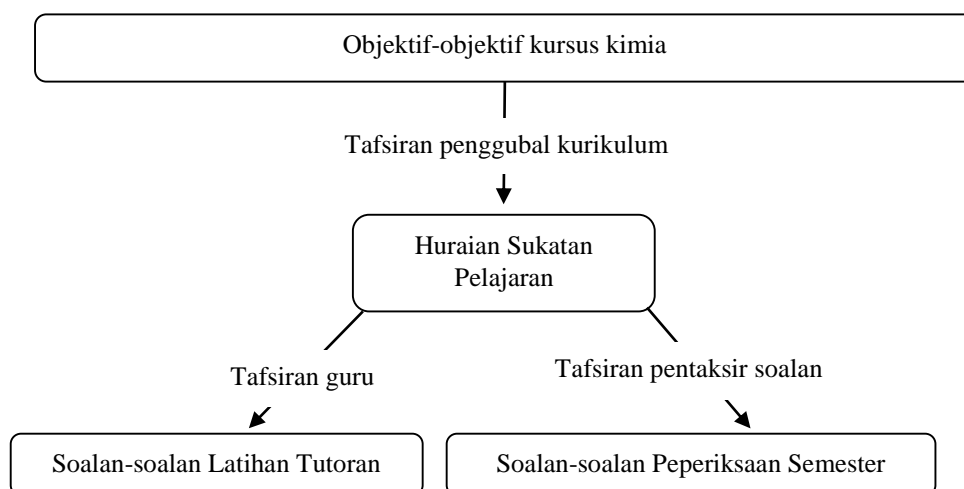 Objektif-objektif kursus kimia
Tafsiran penggubal kurikulum
Huraian Sukatan
Pelajaran
Tafsiran guru
Tafsiran pentaksir soalan
Soalan-soalan Latihan Tutoran
Soalan-soalan Peperiksaan Semester